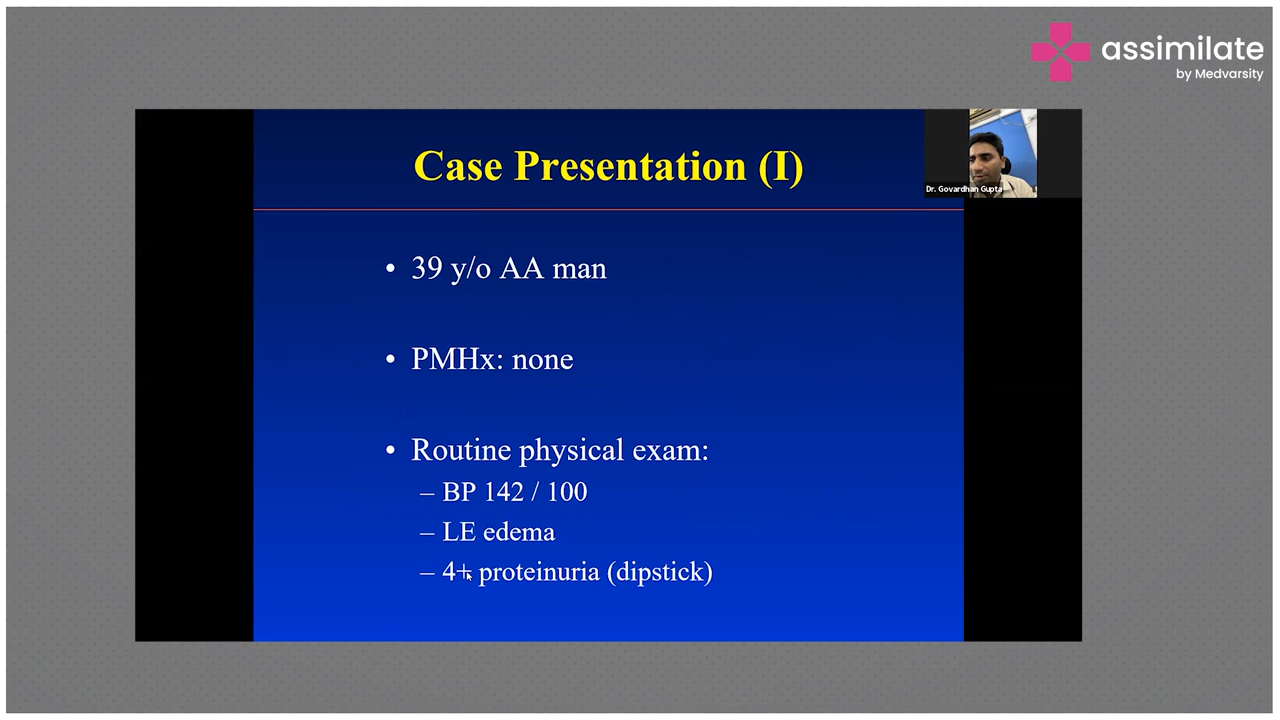 assimilate
by Medvarsity
Case Presentation (I)
Dr. Govardhan Gupta
• 39 y/o AA man
• PMHx: none
• Routine physical exam:
– BP 142 / 100
– LE edema
– 4+ proteinuria (dipstick)